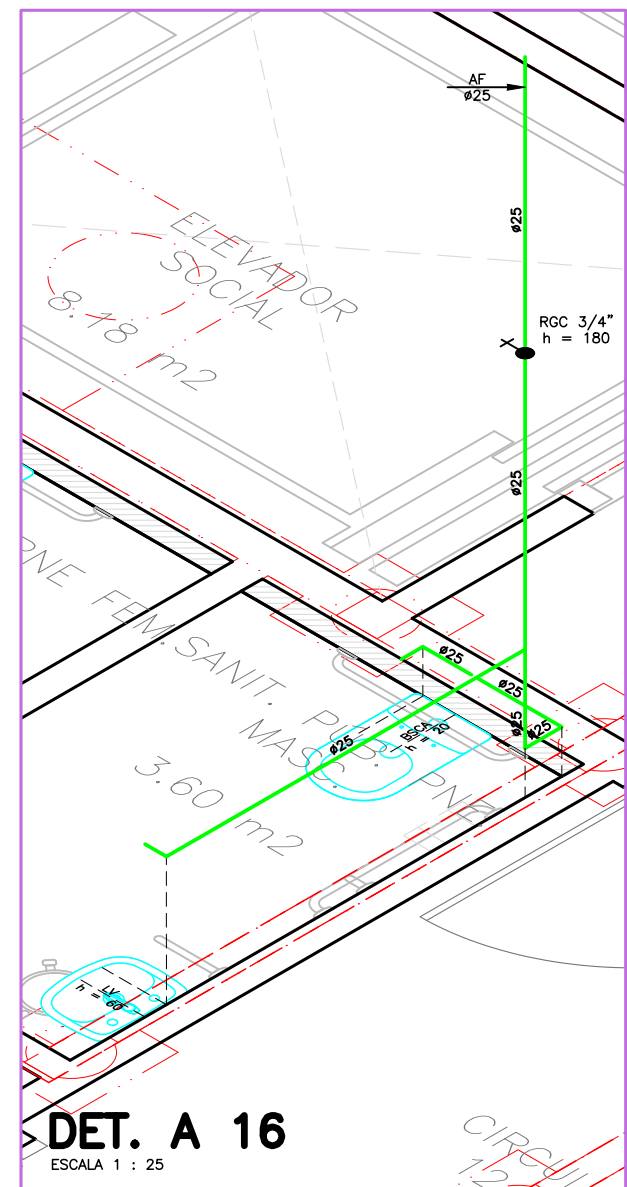 AF
ø25
ø25
RGC 3/4"
h = 180
ELEVADOR
SOCIAL
8.18 m2
ø25
PNE FEM.
SANIT. P
MASC. PNE
3.60 m2
ø25
ø25
ø25
ø25
ø25
BSCA
h = 20
LV
h = 60
DET. A 16
ESCALA 1 : 25
CIRCU